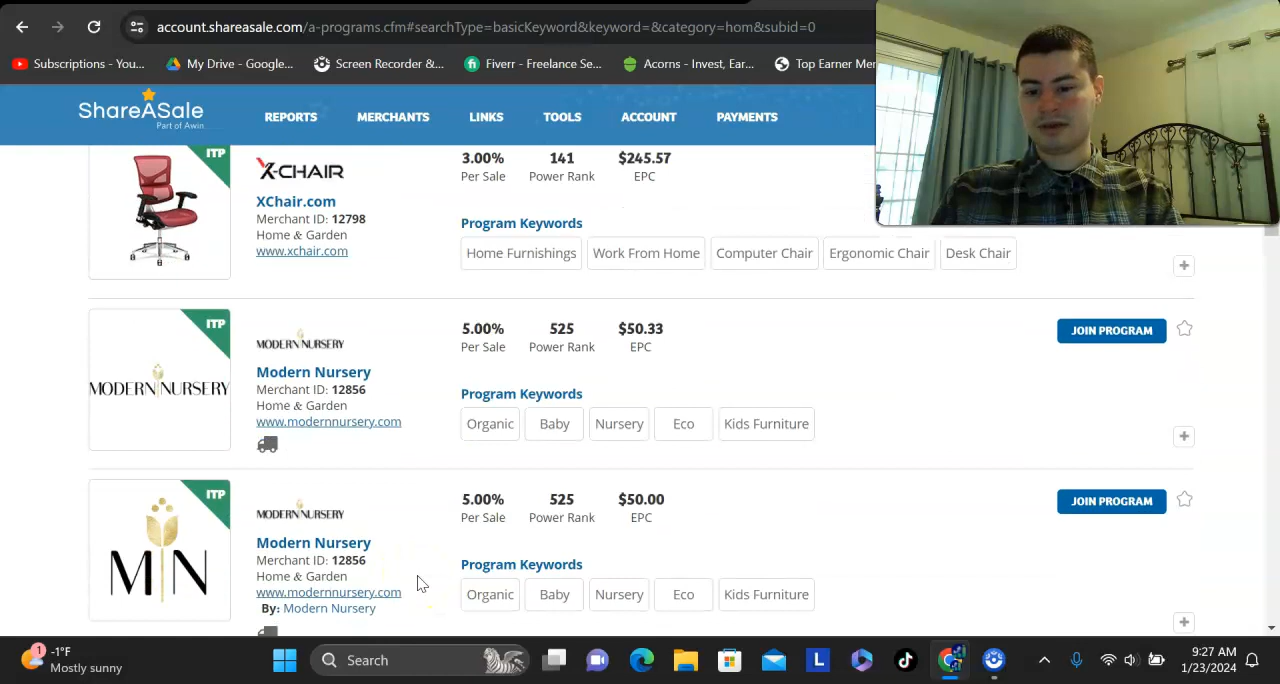 account.shareasale.com/a-programs.cfm#searchType=basicKeyword&keyword=&category=hom&subid=0
Subscriptions - You... My Drive - Google... Screen Recorder &... Fiverr - Freelance Se... Acorns - Invest, Ear... Top Earner Mer
ShareASale
Part of Awin
REPORTS MERCHANTS LINKS TOOLS ACCOUNT PAYMENTS
ITP
X-CHAIR
XChair.com
Merchant ID: 12798
Home & Garden
www.xchair.com
3.00% 141 $245.57
Per Sale Power Rank EPC
Program Keywords
Home Furnishings Work From Home Computer Chair Ergonomic Chair Desk Chair
ITP
MODERN NURSERY
MODERN NURSERY
Modern Nursery
Merchant ID: 12856
Home & Garden
www.modernnursery.com
5.00% 525 $50.33
Per Sale Power Rank EPC
JOIN PROGRAM
Program Keywords
Organic Baby Nursery Eco Kids Furniture
ITP
MN
MODERN NURSERY
Modern Nursery
Merchant ID: 12856
Home & Garden
www.modernnursery.com
By: Modern Nursery
5.00% 525 $50.00
Per Sale Power Rank EPC
JOIN PROGRAM
Program Keywords
Organic Baby Nursery Eco Kids Furniture
1
-1°F
Mostly sunny
Search
L
9:27 AM
1/23/2024